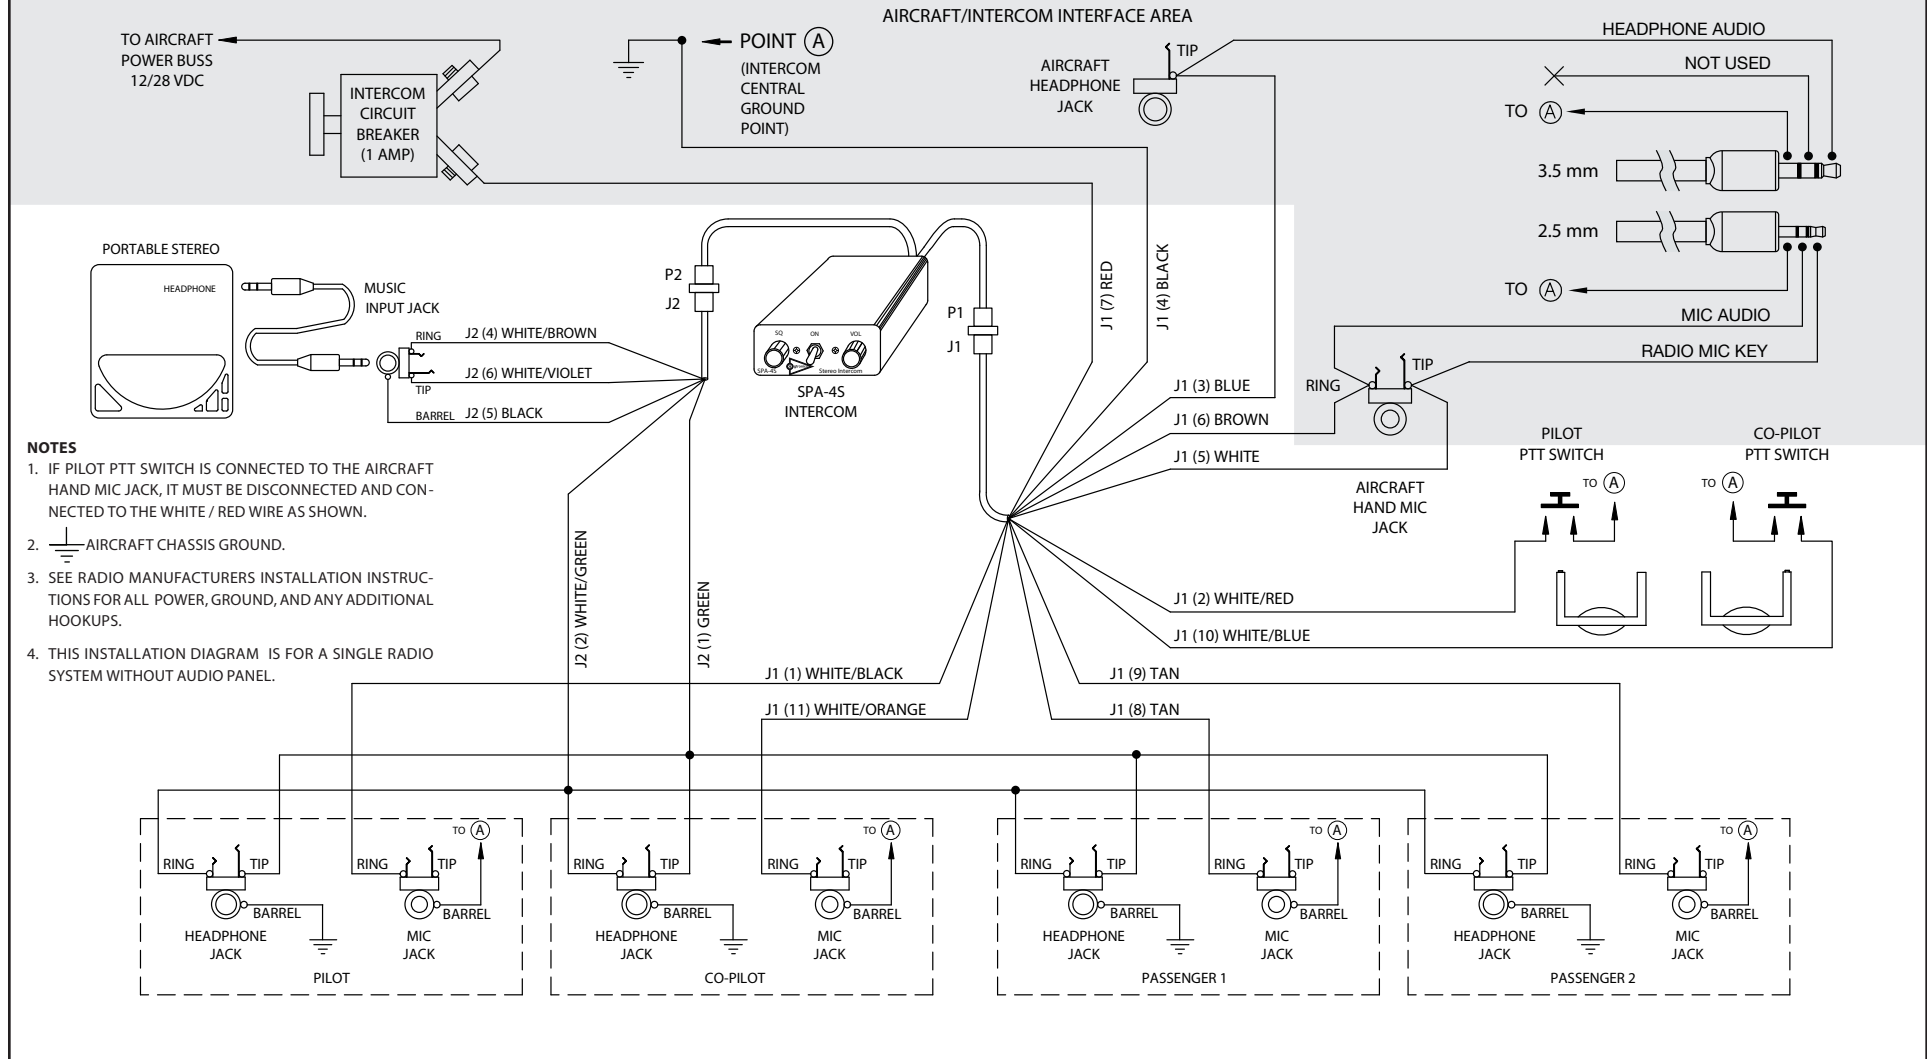 AIRCRAFT/INTERCOM INTERFACE AREA
TO AIRCRAFT
POWER BUSS
12/28 VDC
INTERCOM
CIRCUIT
BREAKER
(1 AMP)
POINT A
(INTERCOM
CENTRAL
GROUND
POINT)
AIRCRAFT
HEADPHONE
JACK
TIP
HEADPHONE AUDIO
NOT USED
TO A
3.5 mm
2.5 mm
TO A
MIC AUDIO
RADIO MIC KEY
RING
TIP
AIRCRAFT
HAND MIC
JACK
PORTABLE STEREO
HEADPHONE
MUSIC
INPUT JACK
RING
TIP
BARREL
J2 (4) WHITE/BROWN
J2 (6) WHITE/VIOLET
J2 (5) BLACK
P2
J2
SQ
ON
VOL
SPA-4S
Stereo Intercom
SPA-4S
INTERCOM
P1
J1
J1 (7) RED
J1 (4) BLACK
J1 (3) BLUE
J1 (6) BROWN
J1 (5) WHITE
PILOT
PTT SWITCH
TO A
CO-PILOT
PTT SWITCH
TO A
J1 (2) WHITE/RED
J1 (10) WHITE/BLUE
NOTES
1. IF PILOT PTT SWITCH IS CONNECTED TO THE AIRCRAFT
HAND MIC JACK, IT MUST BE DISCONNECTED AND CON-
NECTED TO THE WHITE / RED WIRE AS SHOWN.
2. AIRCRAFT CHASSIS GROUND.
3. SEE RADIO MANUFACTURERS INSTALLATION INSTRUC-
TIONS FOR ALL POWER, GROUND, AND ANY ADDITIONAL
HOOKUPS.
4. THIS INSTALLATION DIAGRAM IS FOR A SINGLE RADIO
SYSTEM WITHOUT AUDIO PANEL.
J2 (2) WHITE/GREEN
J2 (1) GREEN
J1 (1) WHITE/BLACK
J1 (11) WHITE/ORANGE
J1 (9) TAN
J1 (8) TAN
RING
TIP
BARREL
HEADPHONE
JACK
RING
TIP
TO A
BARREL
MIC
JACK
PILOT
RING
TIP
BARREL
HEADPHONE
JACK
RING
TIP
TO A
BARREL
MIC
JACK
CO-PILOT
RING
TIP
BARREL
HEADPHONE
JACK
RING
TIP
TO A
BARREL
MIC
JACK
PASSENGER 1
RING
TIP
BARREL
HEADPHONE
JACK
RING
TIP
TO A
BARREL
MIC
JACK
PASSENGER 2